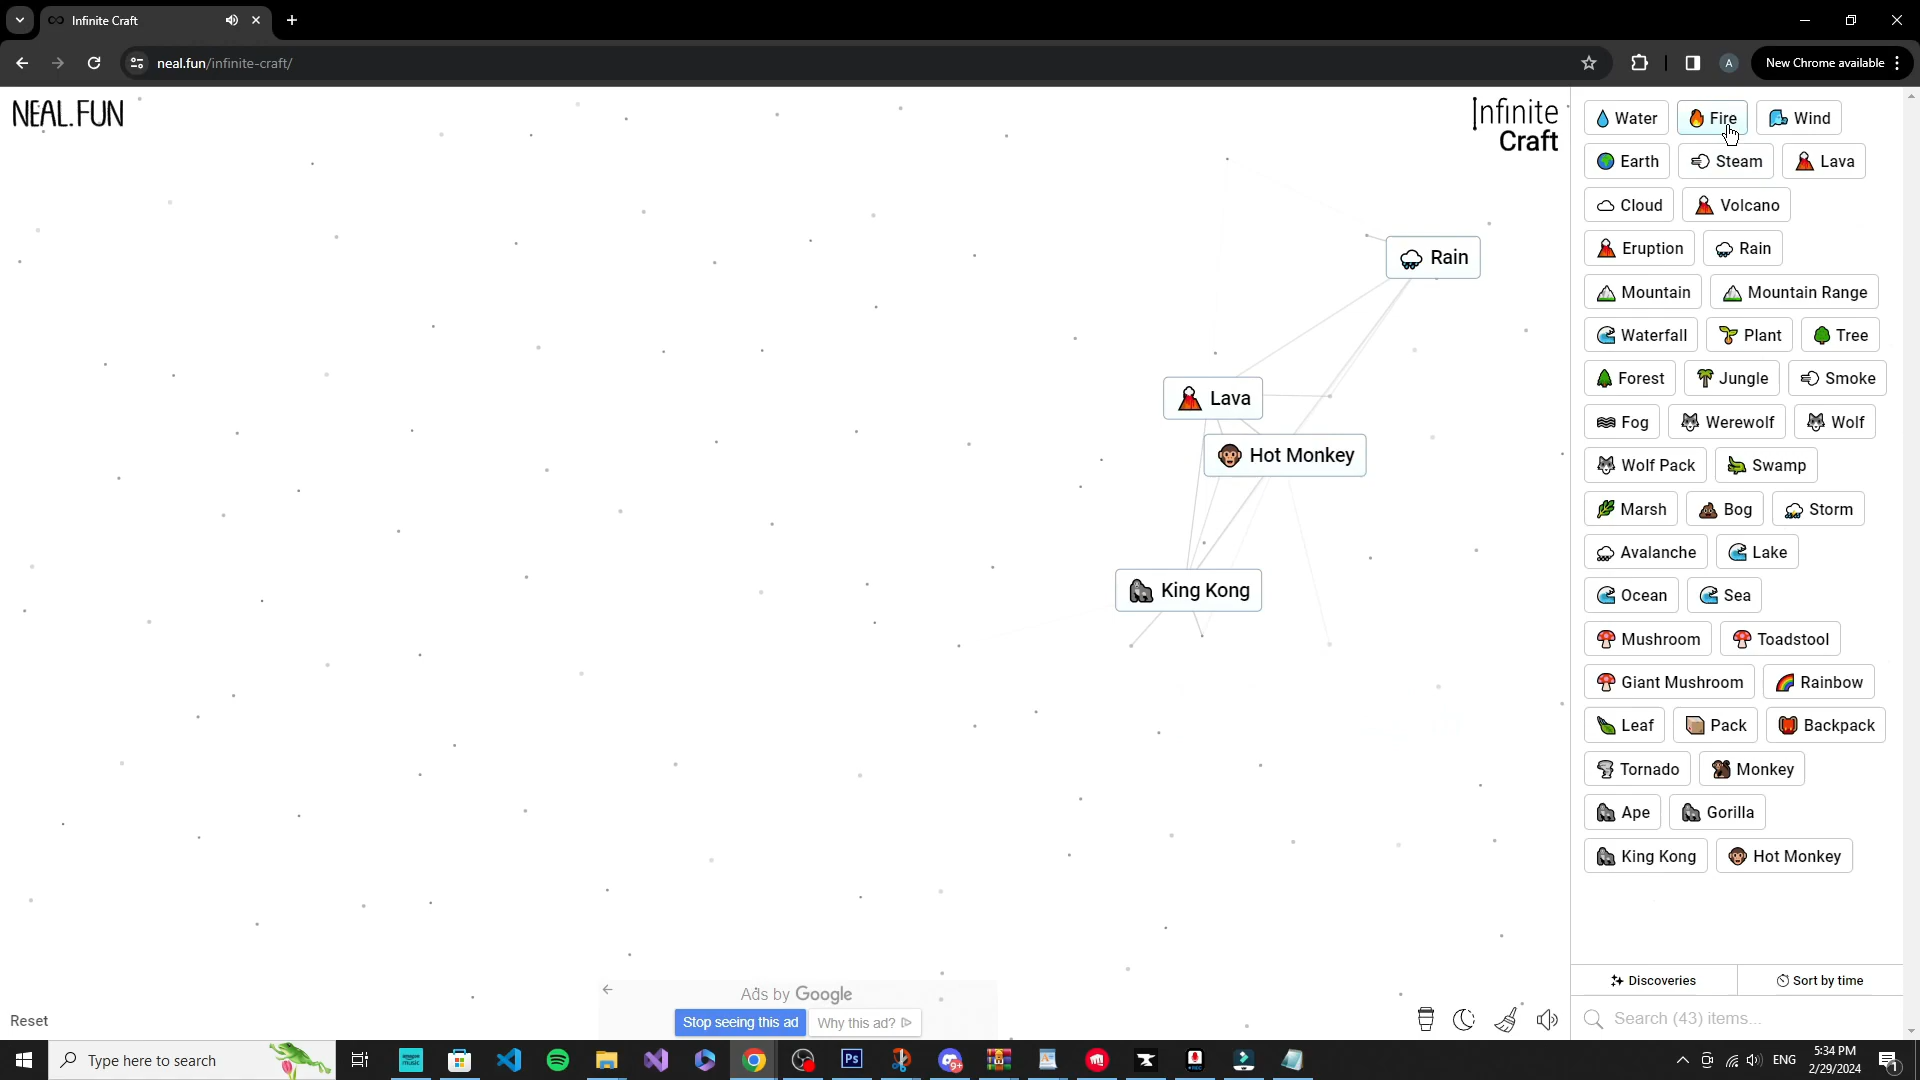 Infinite Craft
neal.fun/infinite-craft/
New Chrome available
NEAL.FUN
Infinite
Craft
Rain
Lava
Hot Monkey
King Kong
Water Fire Wind
Earth Steam Lava
Cloud Volcano
Eruption Rain
Mountain Mountain Range
Waterfall Plant Tree
Forest Jungle Smoke
Fog Werewolf Wolf
Wolf Pack Swamp
Marsh Bog Storm
Avalanche Lake
Ocean Sea
Mushroom Toadstool
Giant Mushroom Rainbow
Leaf Pack Backpack
Tornado Monkey
Ape Gorilla
King Kong Hot Monkey
Discoveries Sort by time
Search (43) items...
Reset
Ads by Google
Stop seeing this ad Why this ad?
Type here to search
ENG
5:34 PM
2/29/2024